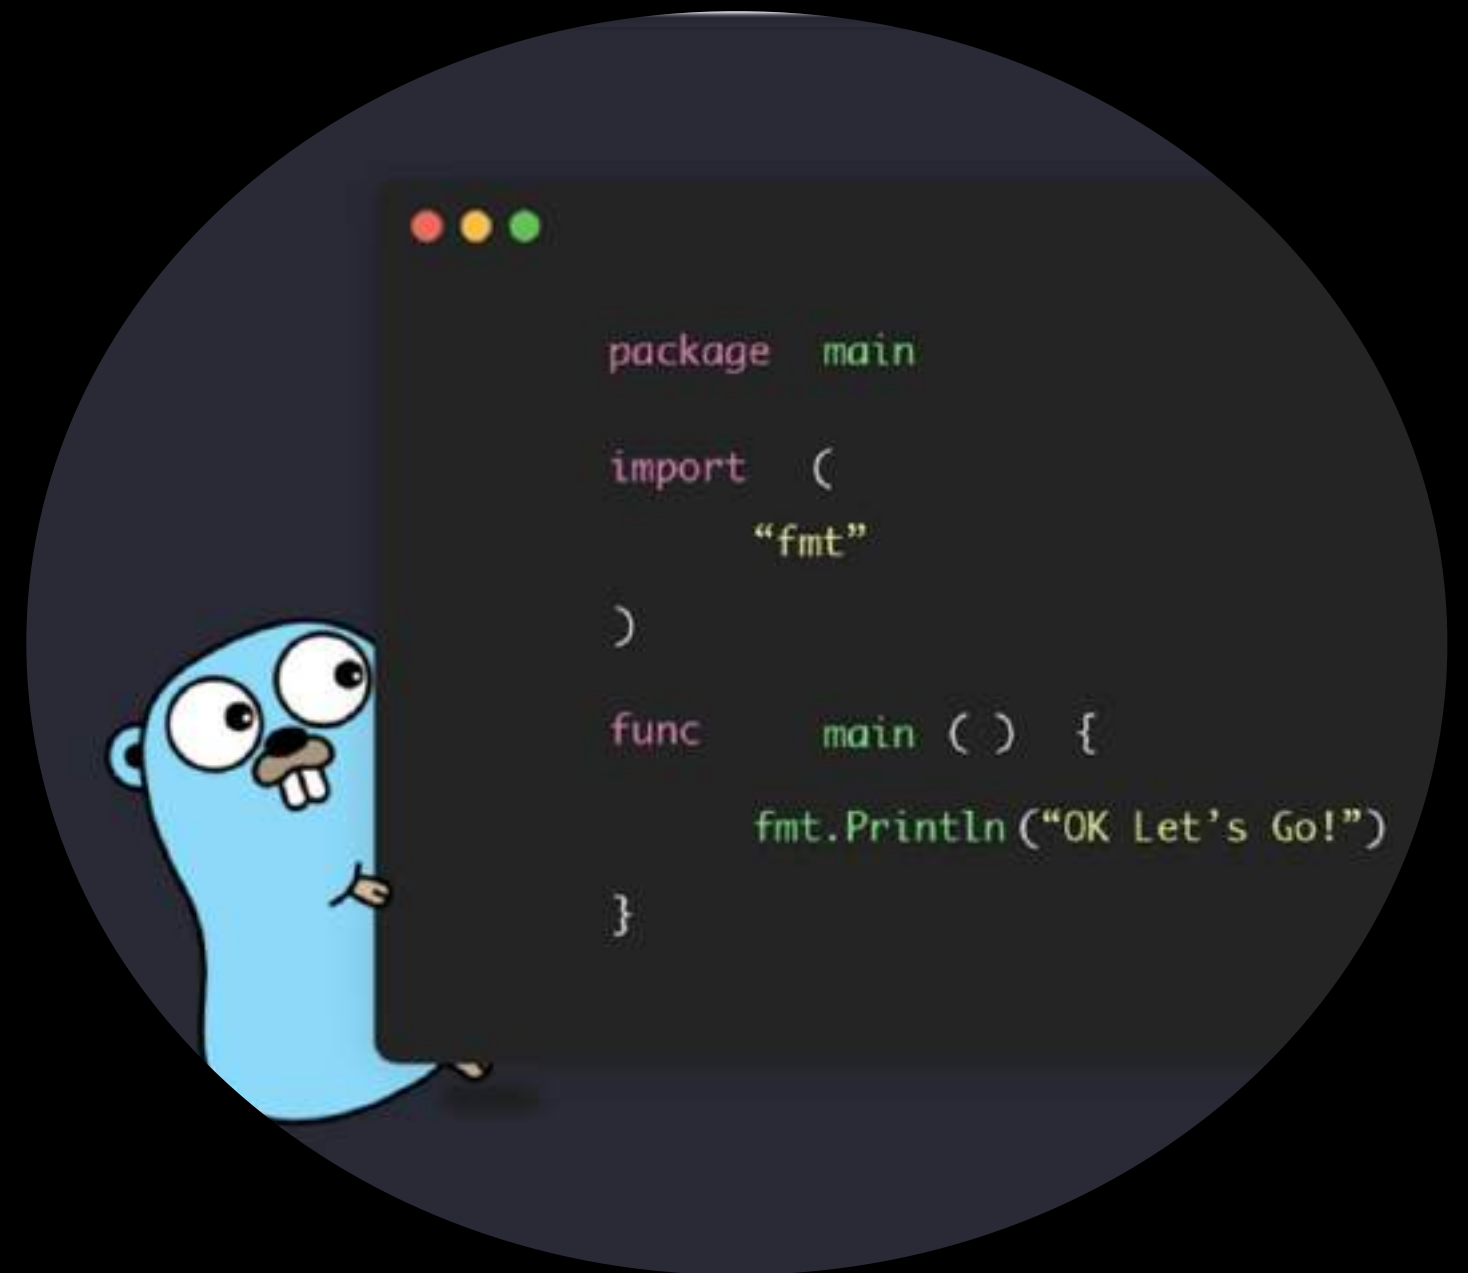 package main
import (
“fmt”
)
func main ( ) {
fmt.Println(“OK Let’s Go!”)
}